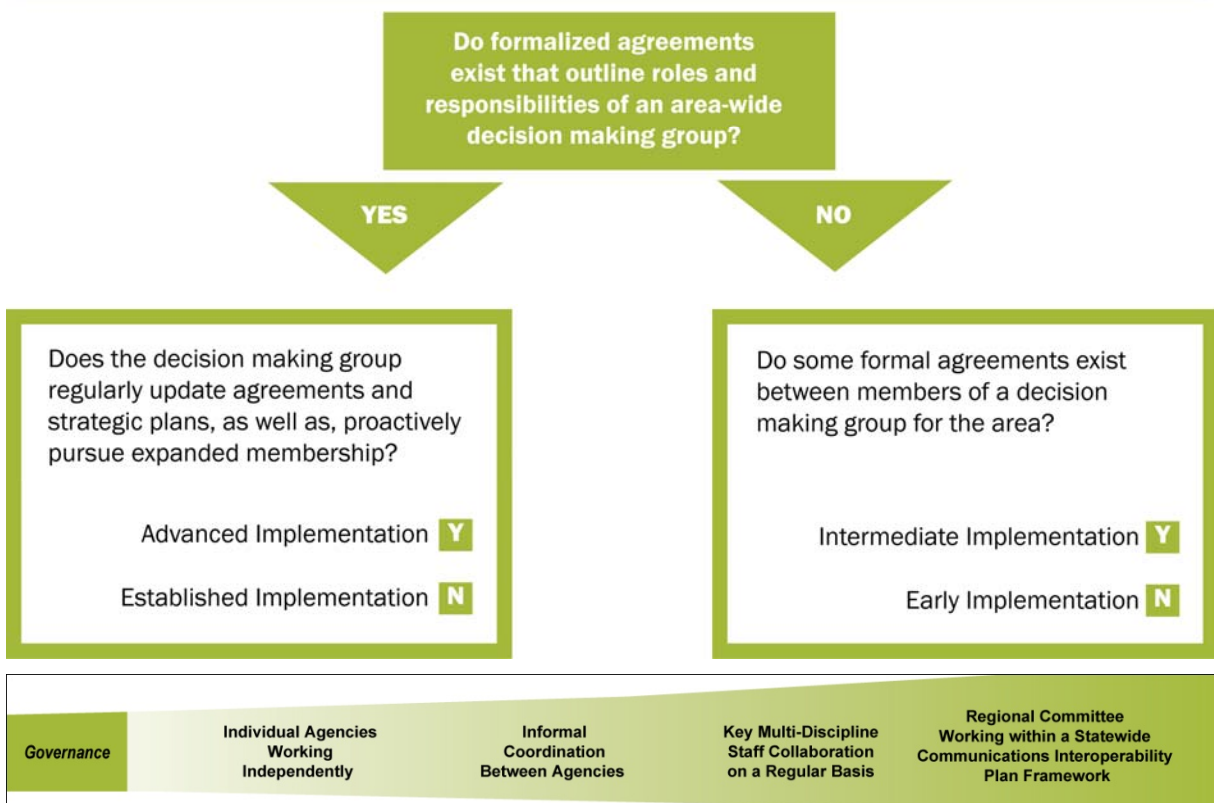 Do formalized agreements
exist that outline roles and
responsibilities of an area-wide
decision making group?
YES
NO
Does the decision making group
regularly update agreements and
strategic plans, as well as, proactively
pursue expanded membership?
Advanced Implementation Y
Established Implementation N
Do some formal agreements exist
between members of a decision
making group for the area?
Intermediate Implementation Y
Early Implementation N
Governance
Individual Agencies
Working
Independently
Informal
Coordination
Between Agencies
Key Multi-Discipline
Staff Collaboration
on a Regular Basis
Regional Committee
Working within a Statewide
Communications Interoperability
Plan Framework